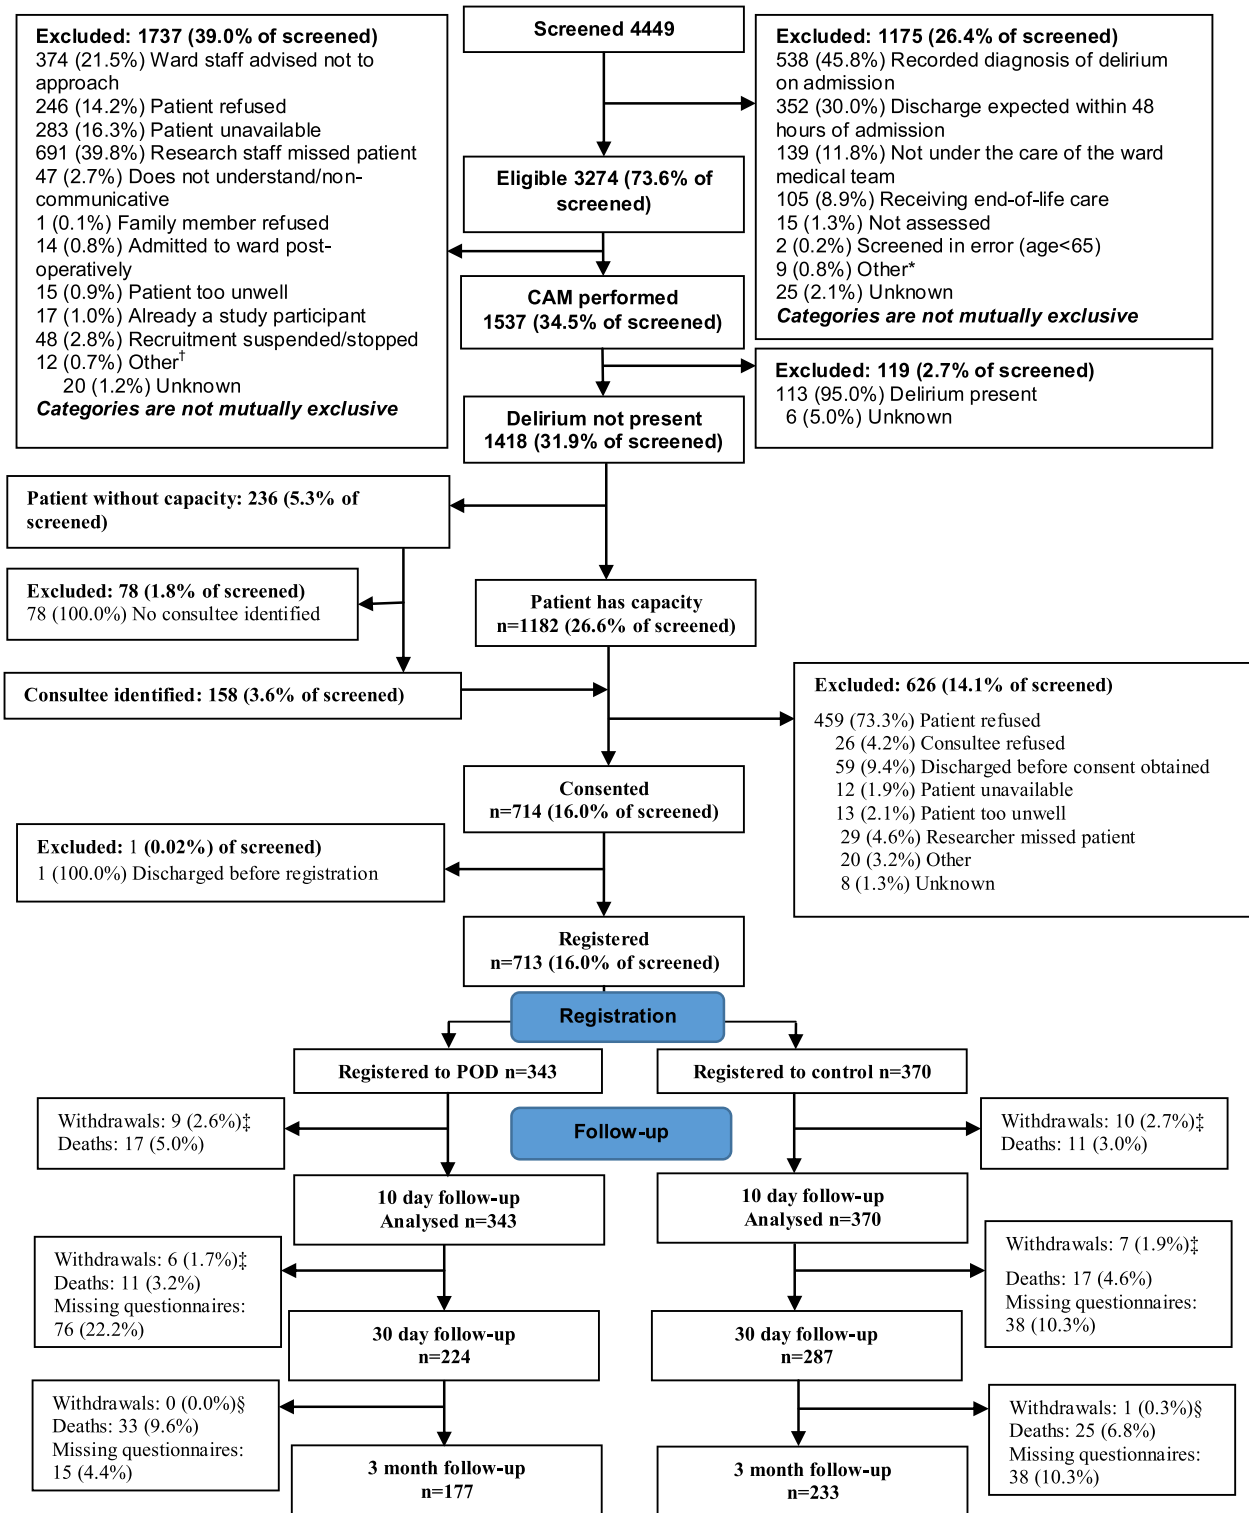 Screened 4449
Excluded: 1737 (39.0% of screened)
374 (21.5%) Ward staff advised not to
approach
246 (14.2%) Patient refused
283 (16.3%) Patient unavailable
691 (39.8%) Research staff missed patient
47 (2.7%) Does not understand/non-
communicative
1 (0.1%) Family member refused
14 (0.8%) Admitted to ward post-
operatively
15 (0.9%) Patient too unwell
17 (1.0%) Already a study participant
48 (2.8%) Recruitment suspended/stopped
12 (0.7%) Other†
20 (1.2%) Unknown
Categories are not mutually exclusive
Excluded: 1175 (26.4% of screened)
538 (45.8%) Recorded diagnosis of delirium
on admission
352 (30.0%) Discharge expected within 48
hours of admission
139 (11.8%) Not under the care of the ward
medical team
105 (8.9%) Receiving end-of-life care
15 (1.3%) Not assessed
2 (0.2%) Screened in error (age<65)
9 (0.8%) Other*
25 (2.1%) Unknown
Categories are not mutually exclusive
Eligible 3274 (73.6% of
screened)
CAM performed
1537 (34.5% of screened)
Excluded: 119 (2.7% of screened)
113 (95.0%) Delirium present
6 (5.0%) Unknown
Delirium not present
1418 (31.9% of screened)
Patient without capacity: 236 (5.3% of
screened)
Excluded: 78 (1.8% of screened)
78 (100.0%) No consultee identified
Patient has capacity
n=1182 (26.6% of screened)
Consultee identified: 158 (3.6% of screened)
Excluded: 626 (14.1% of screened)
459 (73.3%) Patient refused
26 (4.2%) Consultee refused
59 (9.4%) Discharged before consent obtained
12 (1.9%) Patient unavailable
13 (2.1%) Patient too unwell
29 (4.6%) Researcher missed patient
20 (3.2%) Other
8 (1.3%) Unknown
Consented
n=714 (16.0% of screened)
Excluded: 1 (0.02%) of screened)
1 (100.0%) Discharged before registration
Registered
n=713 (16.0% of screened)
Registration
Registered to POD n=343
Registered to control n=370
Withdrawals: 9 (2.6%)‡
Deaths: 17 (5.0%)
Follow-up
Withdrawals: 10 (2.7%)‡
Deaths: 11 (3.0%)
10 day follow-up
Analysed n=343
10 day follow-up
Analysed n=370
Withdrawals: 6 (1.7%)‡
Deaths: 11 (3.2%)
Missing questionnaires:
76 (22.2%)
Withdrawals: 7 (1.9%)‡
Deaths: 17 (4.6%)
Missing questionnaires:
38 (10.3%)
30 day follow-up
n=224
30 day follow-up
n=287
Withdrawals: 0 (0.0%)§
Deaths: 33 (9.6%)
Missing questionnaires:
15 (4.4%)
Withdrawals: 1 (0.3%)§
Deaths: 25 (6.8%)
Missing questionnaires:
38 (10.3%)
3 month follow-up
n=177
3 month follow-up
n=233